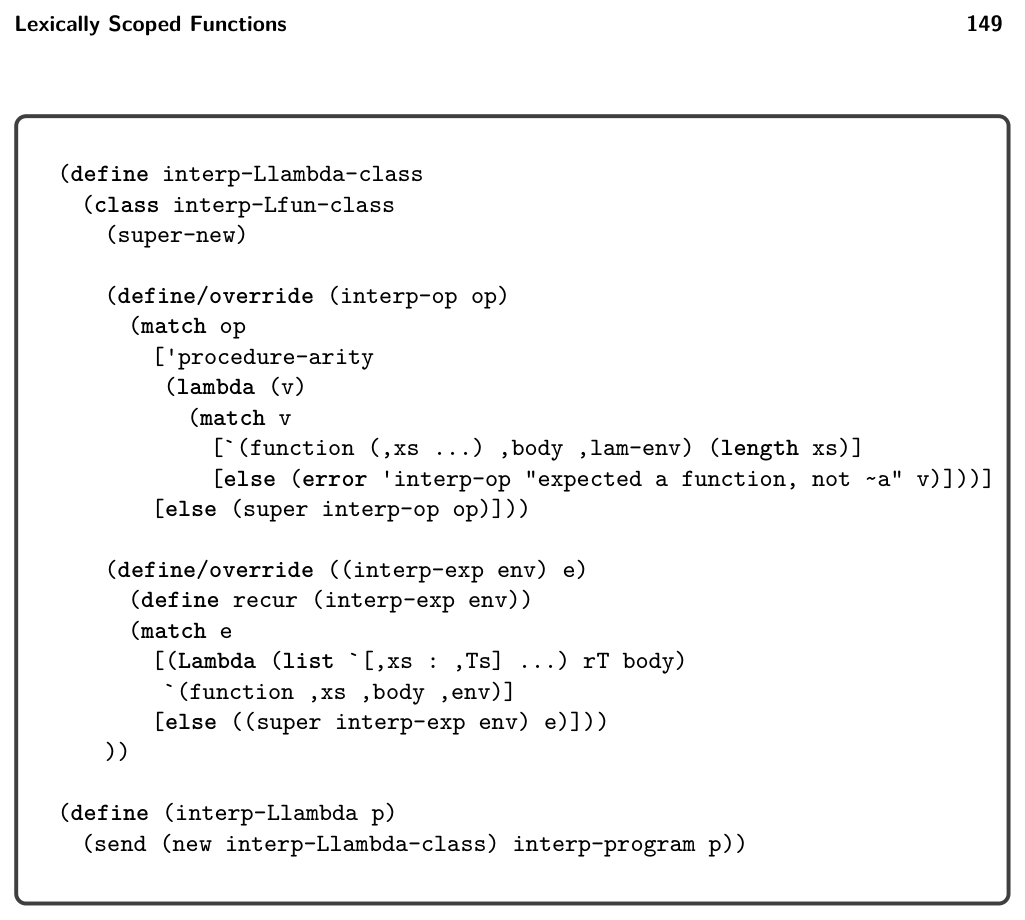 Lexically Scoped Functions 149
(define interp-Llambda-class
(class interp-Lfun-class
(super-new)
(define/override (interp-op op)
(match op
['procedure-arity
(lambda (v)
(match v
[`(function (,xs ...) ,body ,lam-env) (length xs)]
[else (error 'interp-op "expected a function, not ~a" v)]))]
[else (super interp-op op)]))
(define/override ((interp-exp env) e)
(define recur (interp-exp env))
(match e
[(Lambda (list `[,xs : ,Ts] ...) rT body)
`(function ,xs ,body ,env)]
[else ((super interp-exp env) e)]))
))
(define (interp-Llambda p)
(send (new interp-Llambda-class) interp-program p))